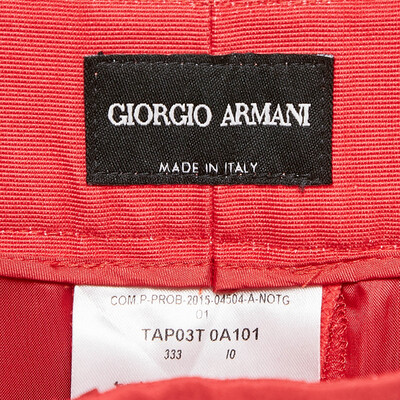 GIORGIO ARMANI
MADE IN ITALY
COM P-PROB-2015-04504-A-NOTG
01
TAP03T 0A101
333 10